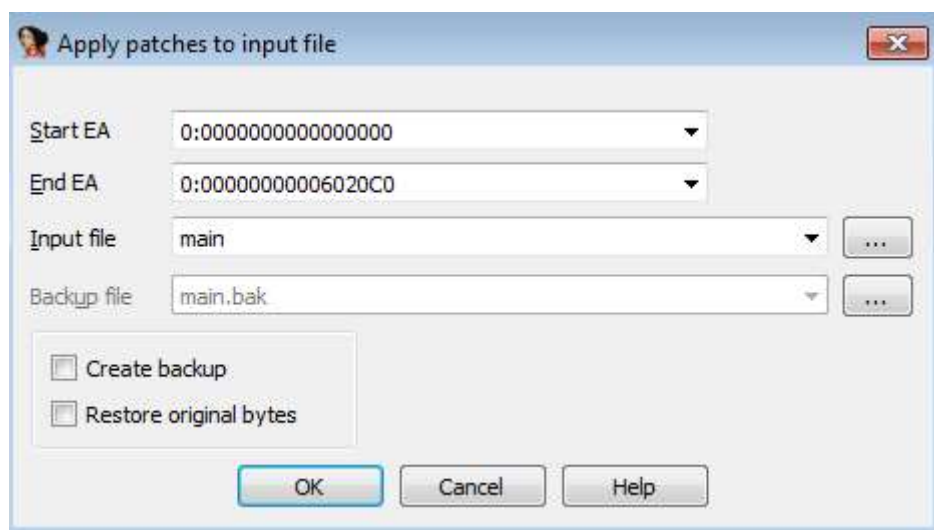 Apply patches to input file
Start EA 0:0000000000000000
End EA 0:00000000006020C0
Input file main ...
Backup file main.bak ...
Create backup
Restore original bytes
OK Cancel Help